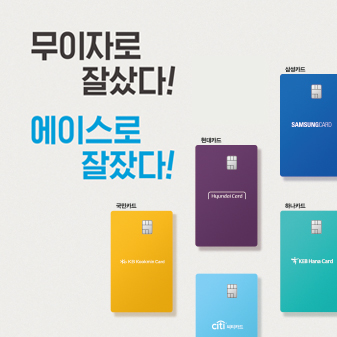 무이자로
잘샀다!
에이스로
잘잤다!
삼성카드
SAMSUNG CARD
현대카드
Hyundai Card
국민카드
KB Kookmin Card
하나카드
KEB Hana Card
citi 씨티카드